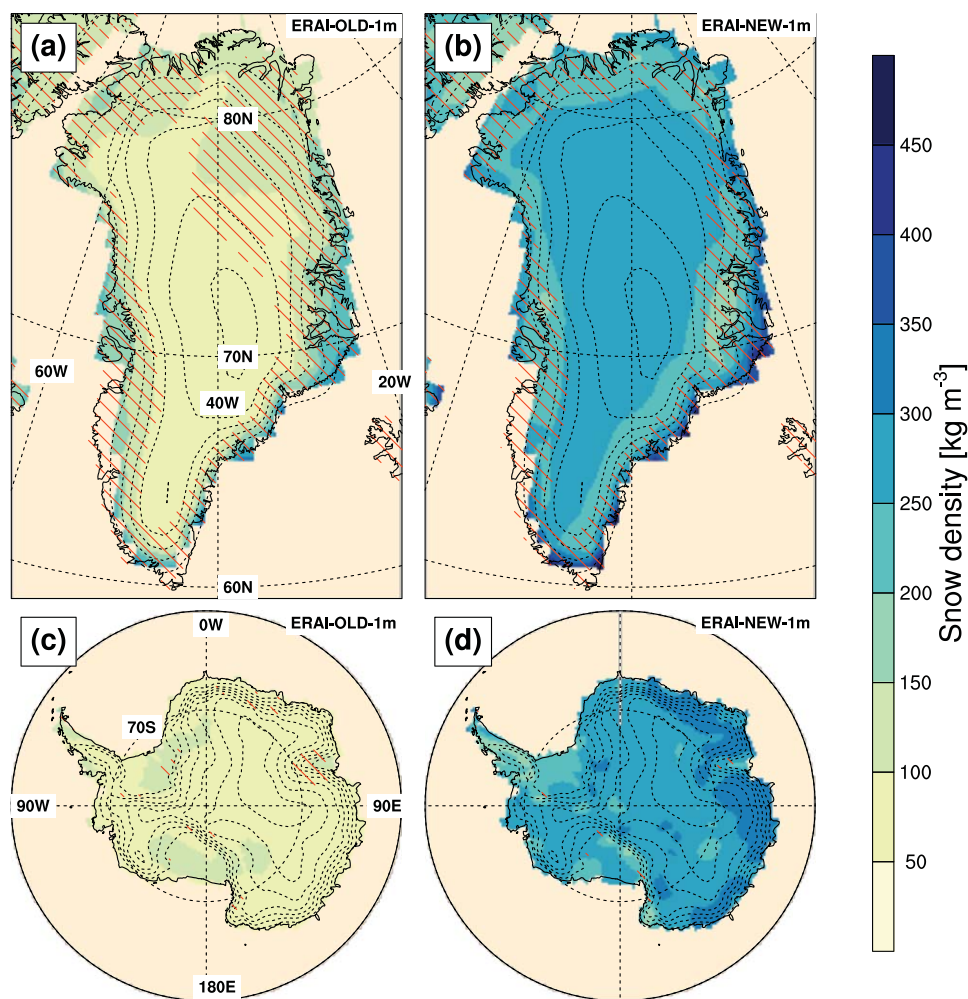 (a)
ERAI-OLD-1m
80N
70N
60W
20W
40W
60N
(b)
ERAI-NEW-1m
(c)
ERAI-OLD-1m
0W
70S
90W
90E
180E
(d)
ERAI-NEW-1m
450
400
350
300
250
200
150
100
50
Snow density [kg m⁻³]